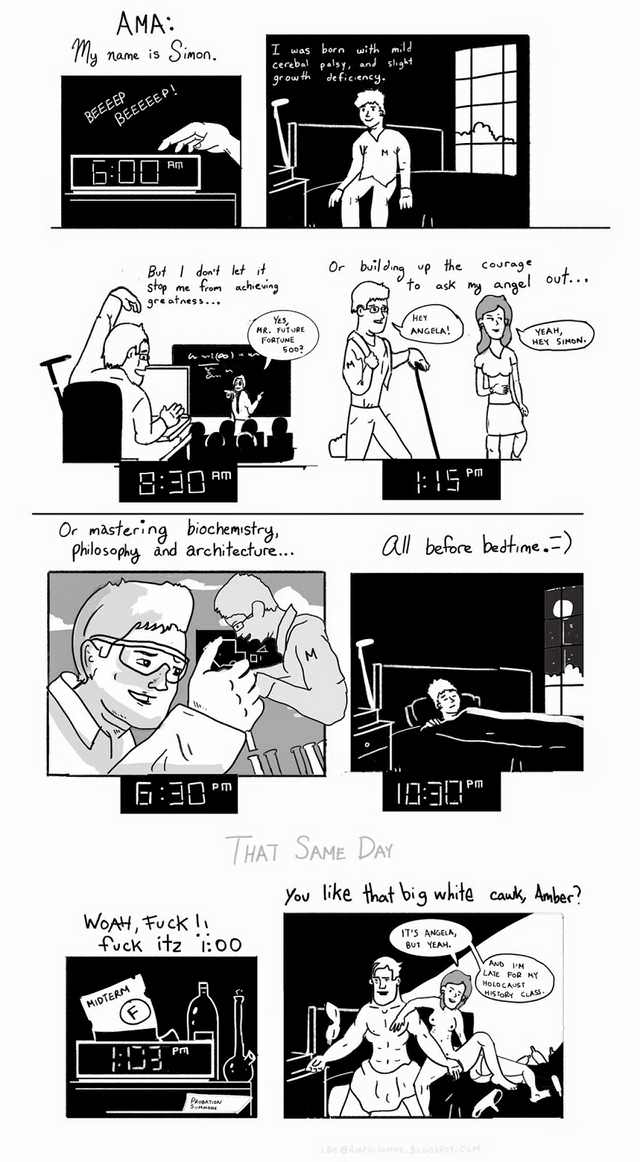 AMA:
My name is Simon.
BEEEEP
BEEEEEP!
6:00 AM
I was born with mild
cerebal palsy, and slight
growth deficiency.
M
But I don't let it
stop me from achieving
greatness...
YES,
MR. FUTURE
FORTUNE
500?
8:30 AM
Or building up the courage
to ask my angel out...
HEY
ANGELA!
YEAH,
HEY SIMON.
M
1:15 PM
Or mastering biochemistry,
philosophy and architecture...
M
6:30 PM
All before bedtime.=)
10:30 PM
THAT SAME DAY
WOAH, FUCK!!
fuck itz 1:00
MIDTERM
F
1:03 PM
PROBATION
SUMMONS
You like that big white cawk, Amber?
IT'S ANGELA,
BUT YEAH.
AND I'M
LATE FOR MY
HOLOCAUST
HISTORY CLASS.